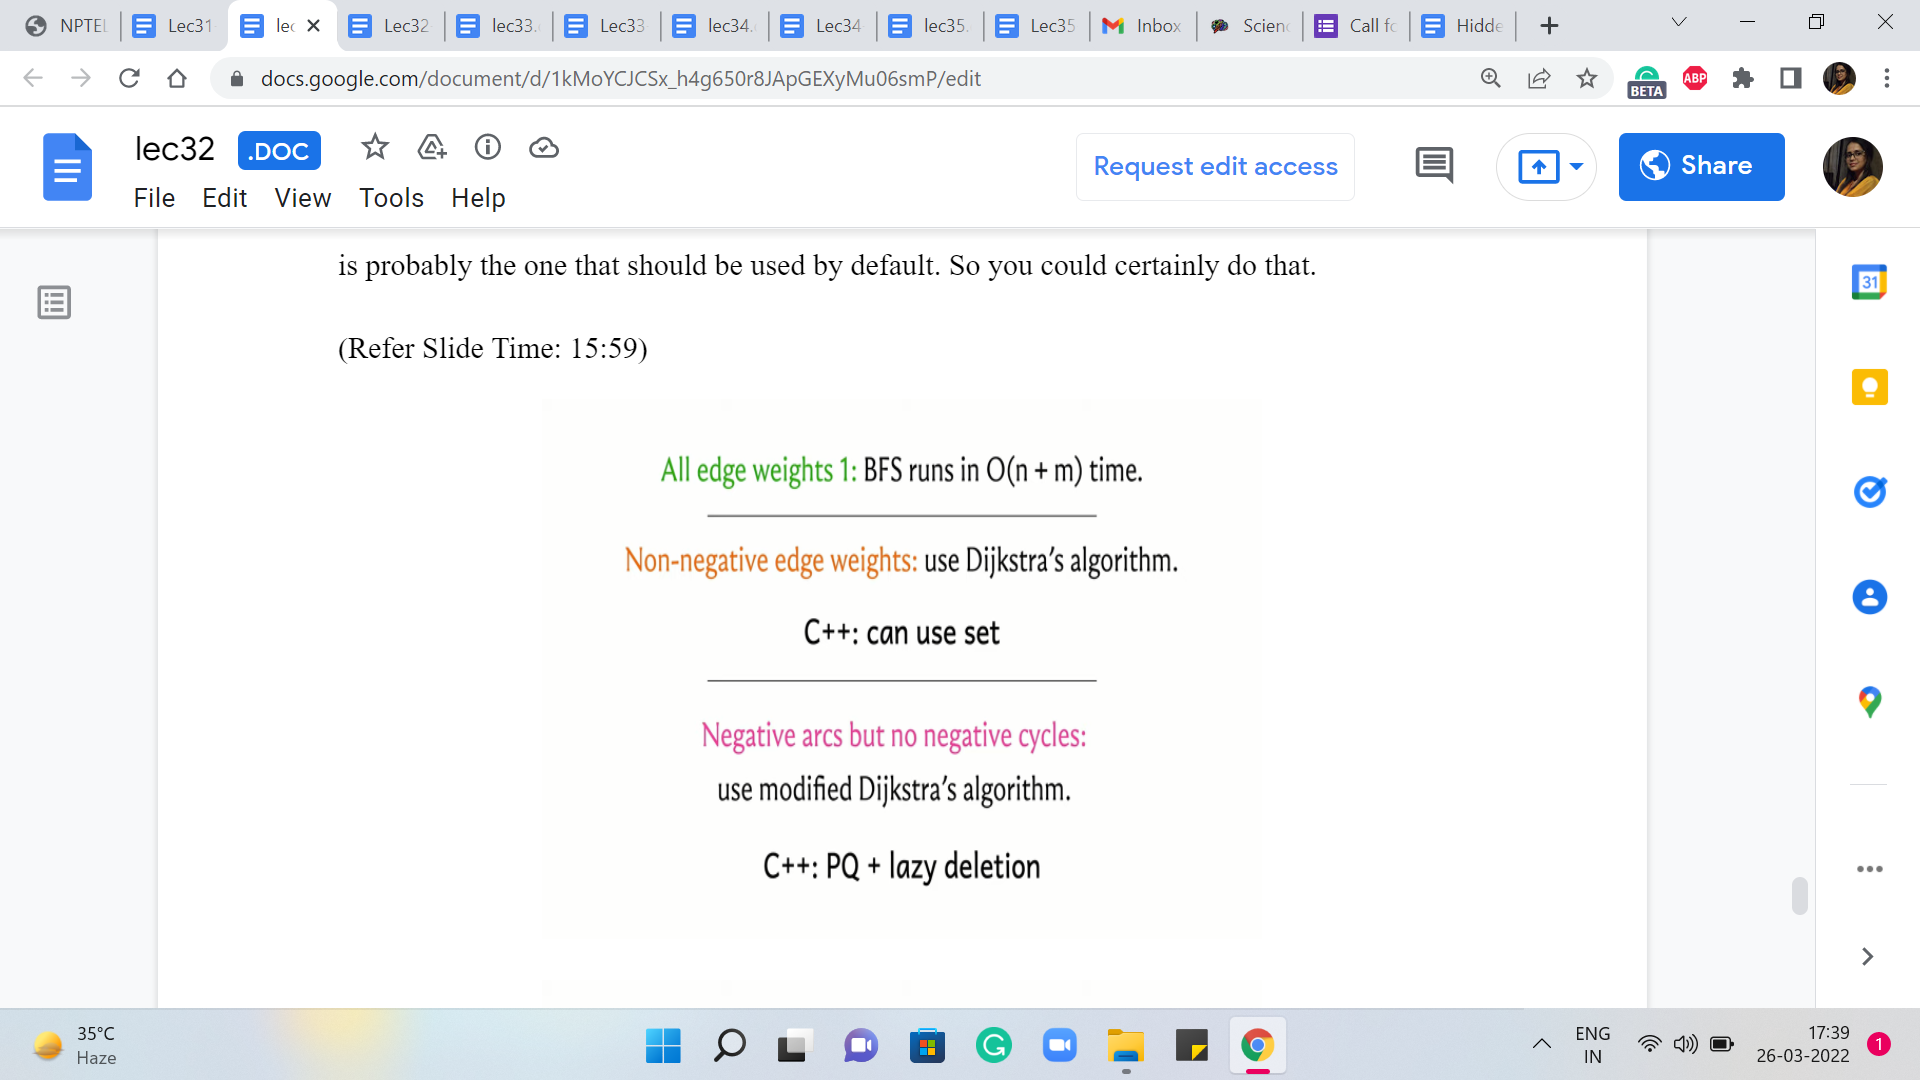 NPTEL
Lec31
lec
Lec32
lec33.
Lec33
lec34.
Lec34
lec35.
Lec35
Inbox
Scienc
Call fo
Hidde
docs.google.com/document/d/1kMoYCJCSx_h4g650r8JApGEXyMu06smP/edit
ABP
BETA
lec32
.DOC
Request edit access
Share
File
Edit
View
Tools
Help
is probably the one that should be used by default. So you could certainly do that.
31
(Refer Slide Time: 15:59)
All edge weights 1: BFS runs in O(n + m) time.
Non-negative edge weights: use Dijkstra's algorithm.
C++: can use set
Negative arcs but no negative cycles:
use modified Dijkstra's algorithm.
C++: PQ + lazy deletion
35°C
Haze
ENG
IN
17:39
26-03-2022
1